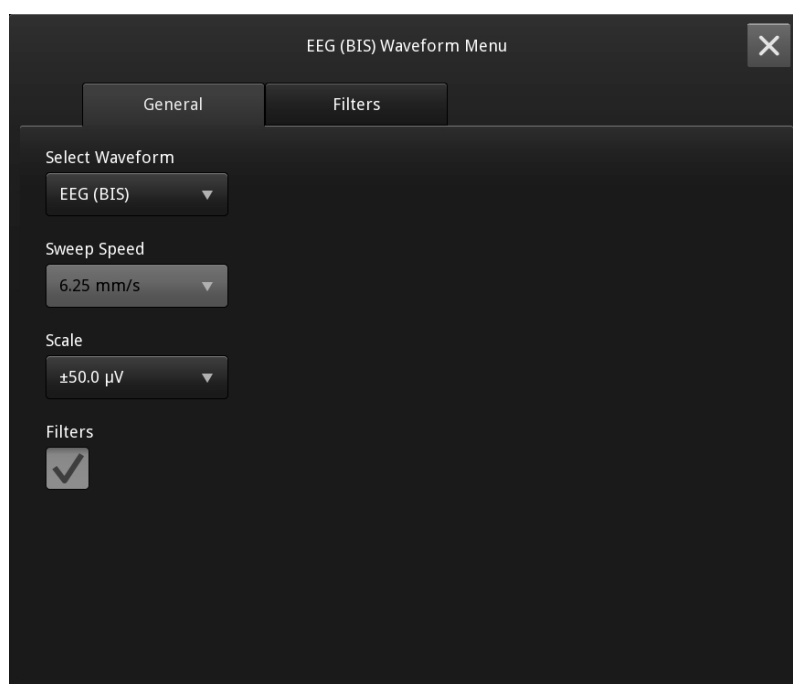 EEG (BIS) Waveform Menu
General Filters
Select Waveform
EEG (BIS)
Sweep Speed
6.25 mm/s
Scale
±50.0 µV
Filters